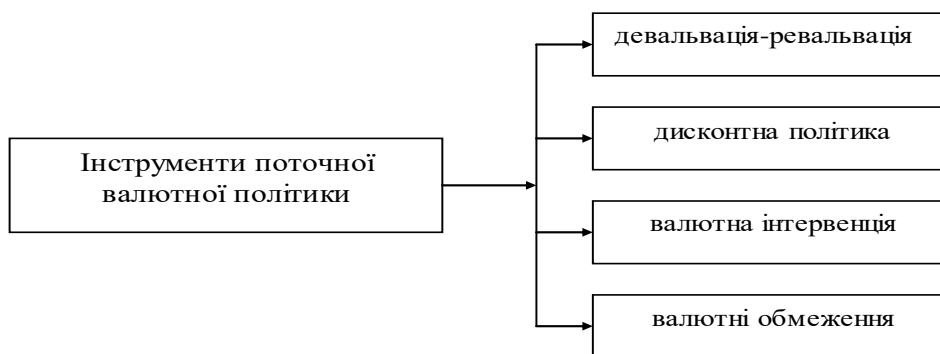 девальвація-ревальвація
дисконтна політика
Інструменти поточної
валютної політики
валютна інтервенція
валютні обмеження